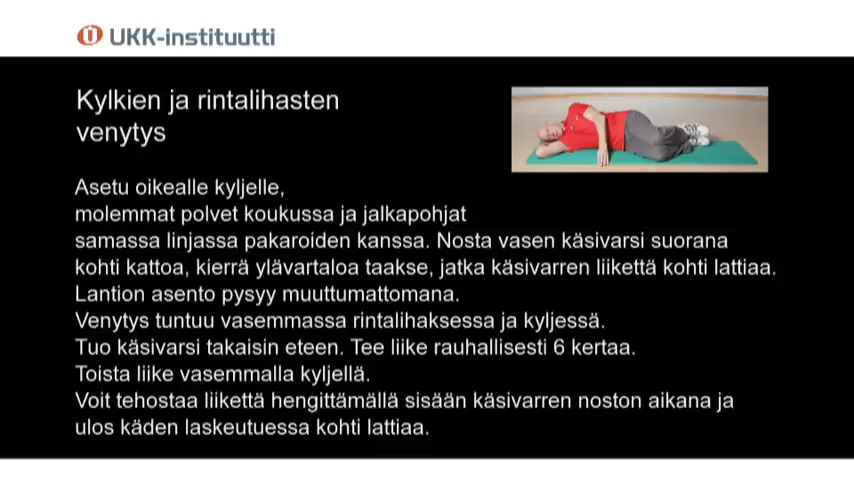 UKK-instituutti
Kylkien ja rintalihasten
venytys
Asetu oikealle kyljelle,
molemmat polvet koukussa ja jalkapohjat
samassa linjassa pakaroiden kanssa. Nosta vasen käsivarsi suorana
kohti kattoa, kierrä ylävartaloa taakse, jatka käsivarren liikettä kohti lattiaa.
Lantion asento pysyy muuttumattomana.
Venytys tuntuu vasemmassa rintalihaksessa ja kyljessä.
Tuo käsivarsi takaisin eteen. Tee liike rauhallisesti 6 kertaa.
Toista liike vasemmalla kyljellä.
Voit tehostaa liikettä hengittämällä sisään käsivarren noston aikana ja
ulos käden laskeutuessa kohti lattiaa.